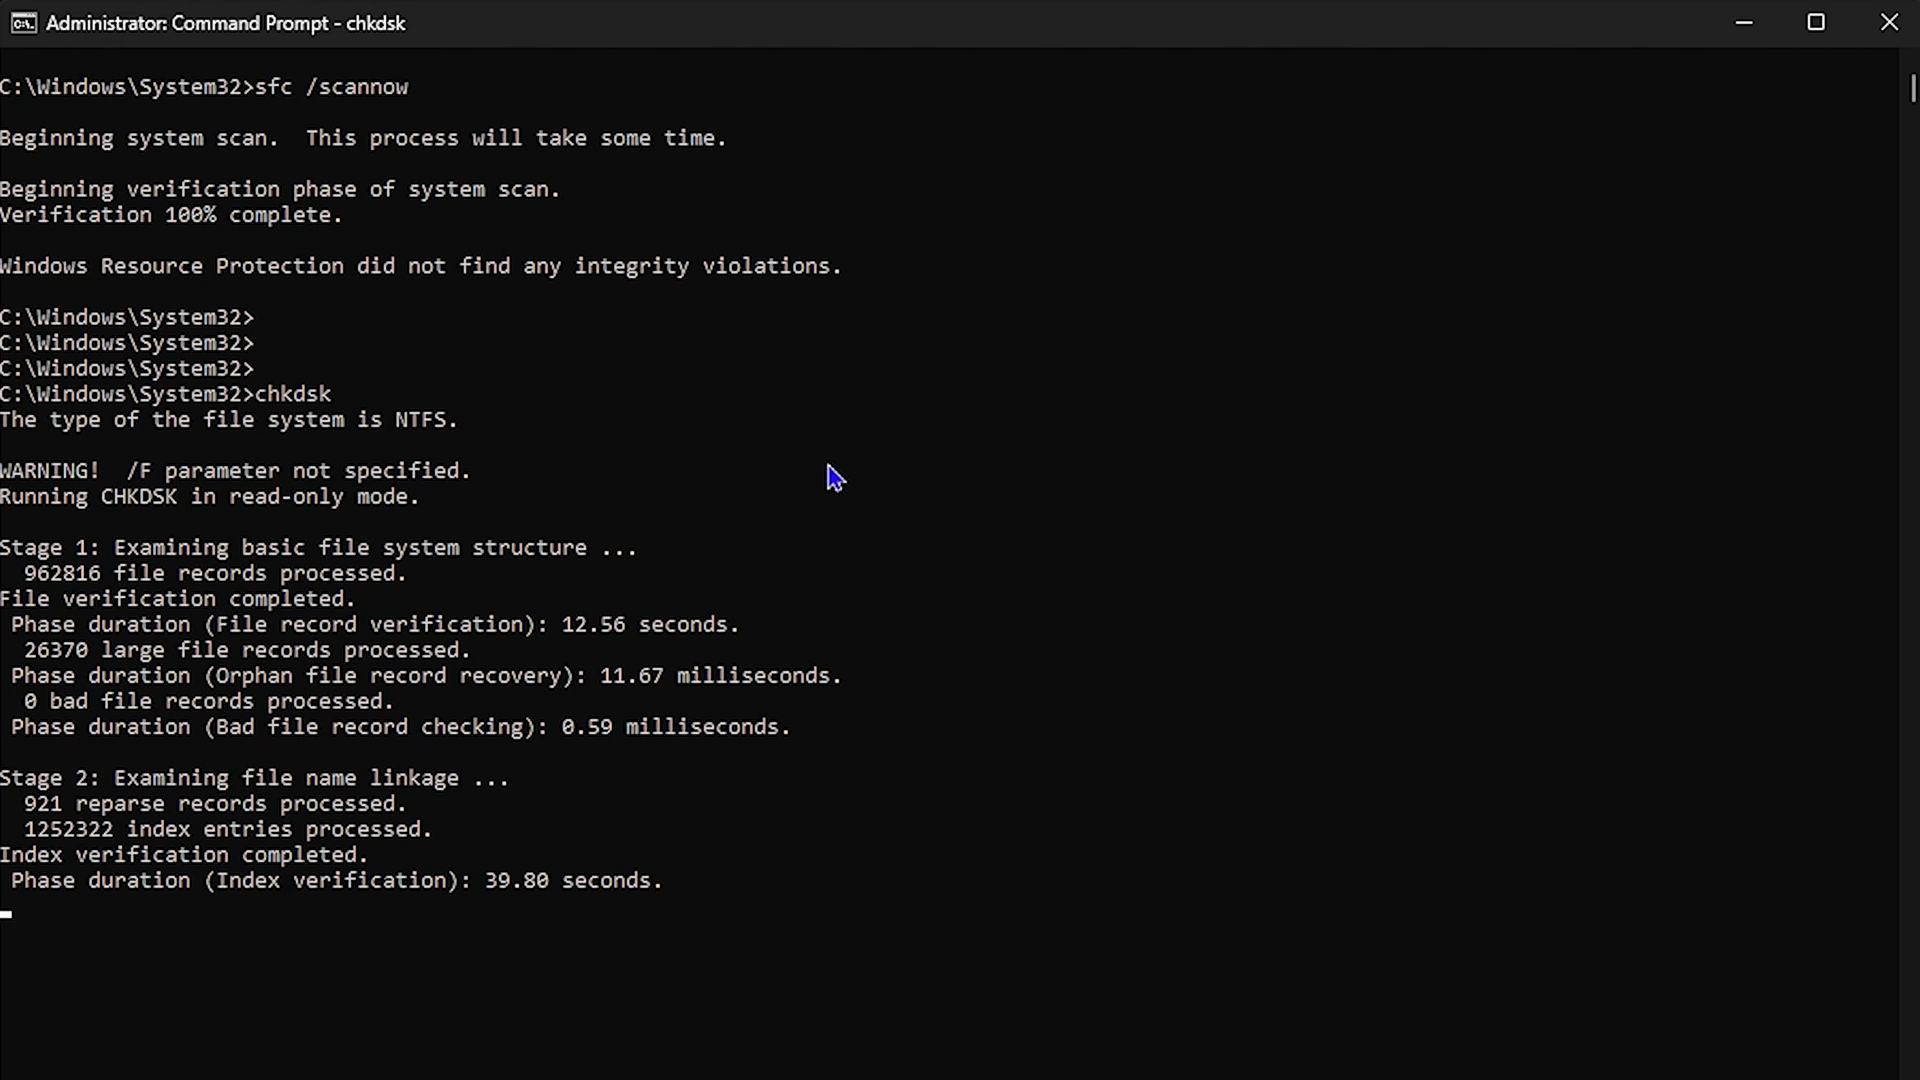 Administrator: Command Prompt - chkdsk
C:\Windows\System32>sfc /scannow
Beginning system scan.  This process will take some time.
Beginning verification phase of system scan.
Verification 100% complete.
Windows Resource Protection did not find any integrity violations.
C:\Windows\System32>
C:\Windows\System32>
C:\Windows\System32>
C:\Windows\System32>chkdsk
The type of the file system is NTFS.
WARNING!  /F parameter not specified.
Running CHKDSK in read-only mode.
Stage 1: Examining basic file system structure ...
  962816 file records processed.
File verification completed.
 Phase duration (File record verification): 12.56 seconds.
  26370 large file records processed.
 Phase duration (Orphan file record recovery): 11.67 milliseconds.
  0 bad file records processed.
 Phase duration (Bad file record checking): 0.59 milliseconds.
Stage 2: Examining file name linkage ...
  921 reparse records processed.
  1252322 index entries processed.
Index verification completed.
 Phase duration (Index verification): 39.80 seconds.